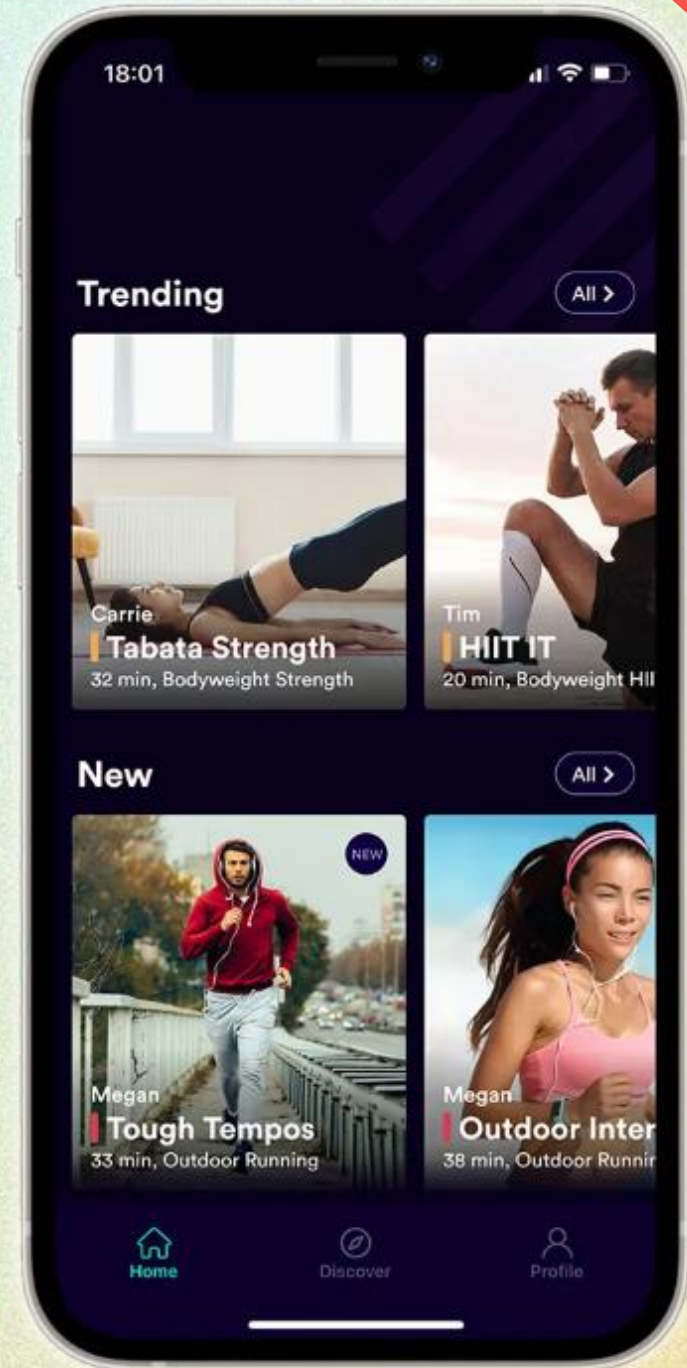 18:01
Trending
All >
Carrie
Tabata Strength
32 min, Bodyweight Strength
Tim
HIIT IT
20 min, Bodyweight HII
New
All >
NEW
Megan
Tough Tempos
33 min, Outdoor Running
Megan
Outdoor Inter
38 min, Outdoor Runnin
Home
Discover
Profile